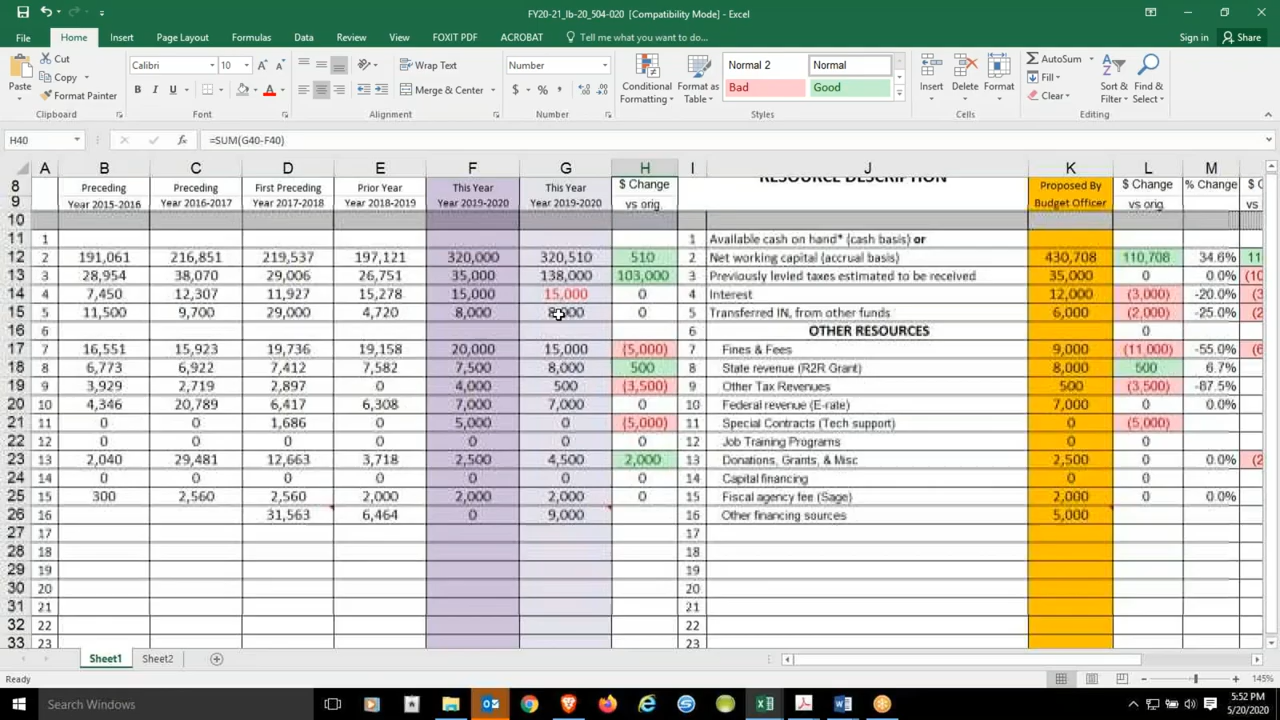 FY20-21_lb-20_504-020 [Compatibility Mode] - Excel
File Home Insert Page Layout Formulas Data Review View FOXIT PDF ACROBAT Tell me what you want to do... Sign in Share
Paste Cut Calibri 10 Wrap Text Number Conditional Formatting Format as Table Normal 2 Normal Insert Delete Format AutoSum Sort & Filter Find & Select
Copy Fill
Format Painter B I U Merge & Center $ % , Bad Good Clear
Clipboard Font Alignment Number Styles Cells Editing
H40 fx =SUM(G40-F40)
A B C D E F G H I J K L M
8 Preceding Preceding First Preceding Prior Year This Year This Year $ Change RESOURCE DESCRIPTION Proposed By $ Change % Change $ C
9 Year 2015-2016 Year 2016-2017 Year 2017-2018 Year 2018-2019 Year 2019-2020 Year 2019-2020 vs orig. Budget Officer vs orig. vs
10
11 1 1 Available cash on hand* (cash basis) or
12 2 191,061 216,851 219,537 197,121 320,000 320,510 510 2 Net working capital (accrual basis) 430,708 110,708 34.6% 11
13 3 28,954 38,070 29,006 26,751 35,000 138,000 103,000 3 Previously levied taxes estimated to be received 35,000 0 0.0% (10
14 4 7,450 12,307 11,927 15,278 15,000 15,000 0 4 Interest 12,000 (3,000) -20.0% (3
15 5 11,500 9,700 29,000 4,720 8,000 8,000 0 5 Transferred IN, from other funds 6,000 (2,000) -25.0% (2
16 6 6 OTHER RESOURCES 0
17 7 16,551 15,923 19,736 19,158 20,000 15,000 (5,000) 7 Fines & Fees 9,000 (11,000) -55.0% (6
18 8 6,773 6,922 7,412 7,582 7,500 8,000 500 8 State revenue (R2R Grant) 8,000 500 6.7%
19 9 3,929 2,719 2,897 0 4,000 500 (3,500) 9 Other Tax Revenues 500 (3,500) -87.5%
20 10 4,346 20,789 6,417 6,308 7,000 7,000 0 10 Federal revenue (E-rate) 7,000 0 0.0%
21 11 0 0 1,686 0 5,000 0 (5,000) 11 Special Contracts (Tech support) 0 (5,000)
22 12 0 0 0 0 0 0 0 12 Job Training Programs 0 0
23 13 2,040 29,481 12,663 3,718 2,500 4,500 2,000 13 Donations, Grants, & Misc 2,500 0 0.0% (2
24 14 0 0 0 0 0 0 0 14 Capital financing 0 0
25 15 300 2,560 2,560 2,000 2,000 2,000 0 15 Fiscal agency fee (Sage) 2,000 0 0.0%
26 16 31,563 6,464 0 9,000 16 Other financing sources 5,000
27 17 17
28 18 18
29 19 19
30 20 20
31 21 21
32 22 22
33 23 23
Sheet1 Sheet2
Ready 145%
Search Windows 5:52 PM
5/20/2020